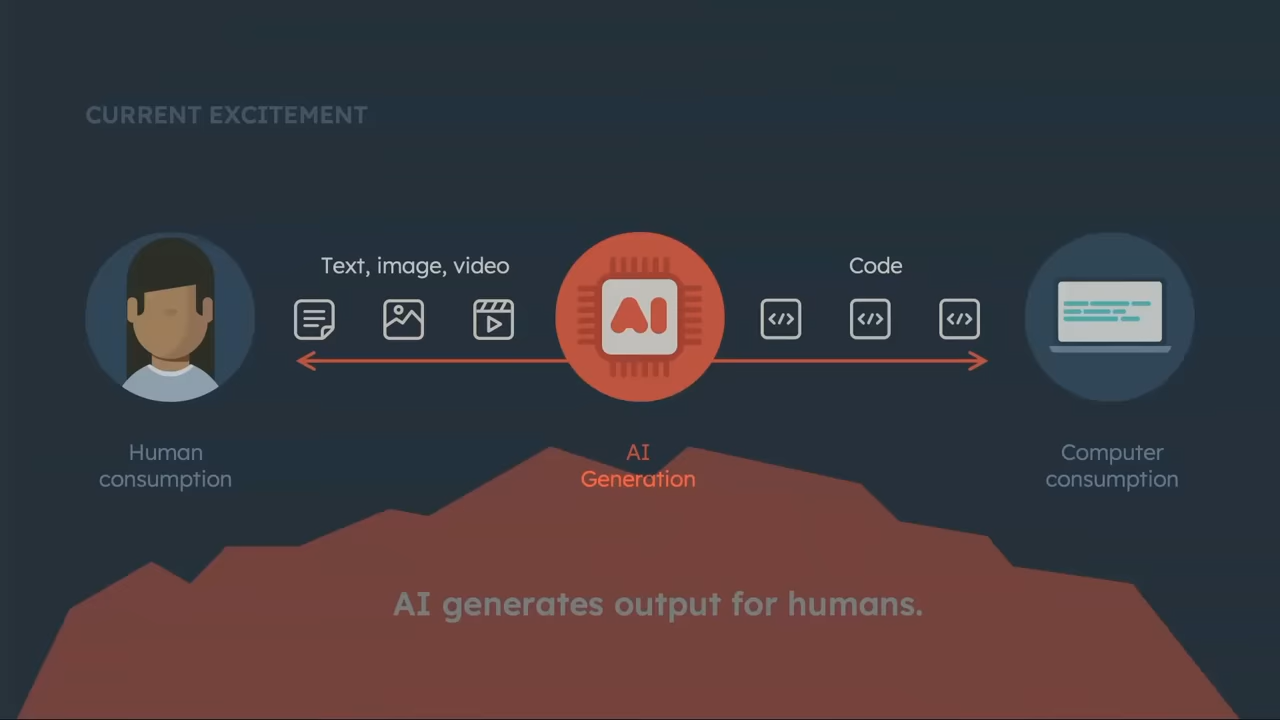 CURRENT EXCITEMENT
Text, image, video
Code
AI
Human
consumption
AI
Generation
Computer
consumption
AI generates output for humans.